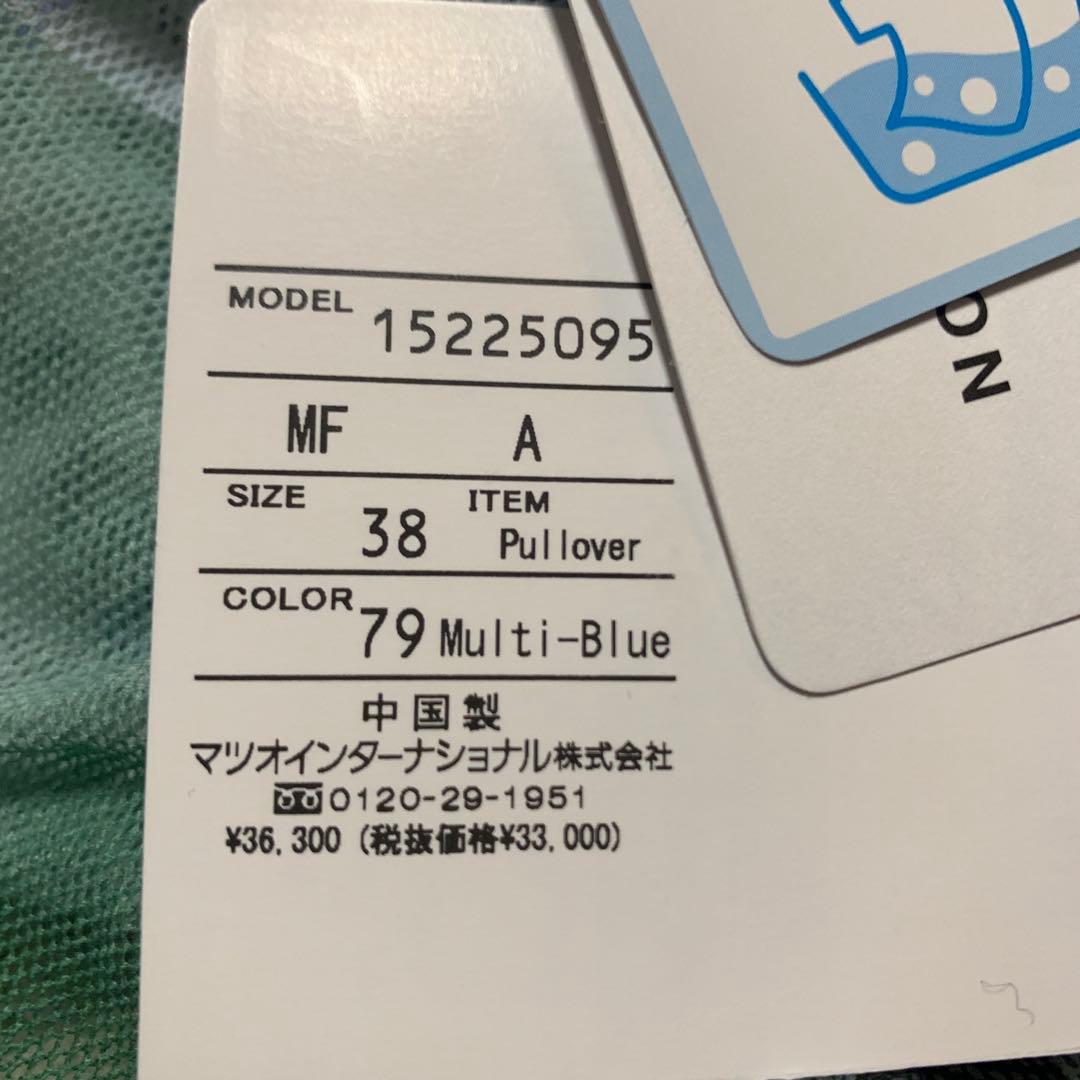 MODEL 15225095
MF A
SIZE 38 ITEM Pullover
COLOR 79 Multi-Blue
中国製
マツオインターナショナル株式会社
0120-29-1951
¥36,300 (税抜価格¥33,000)
ON